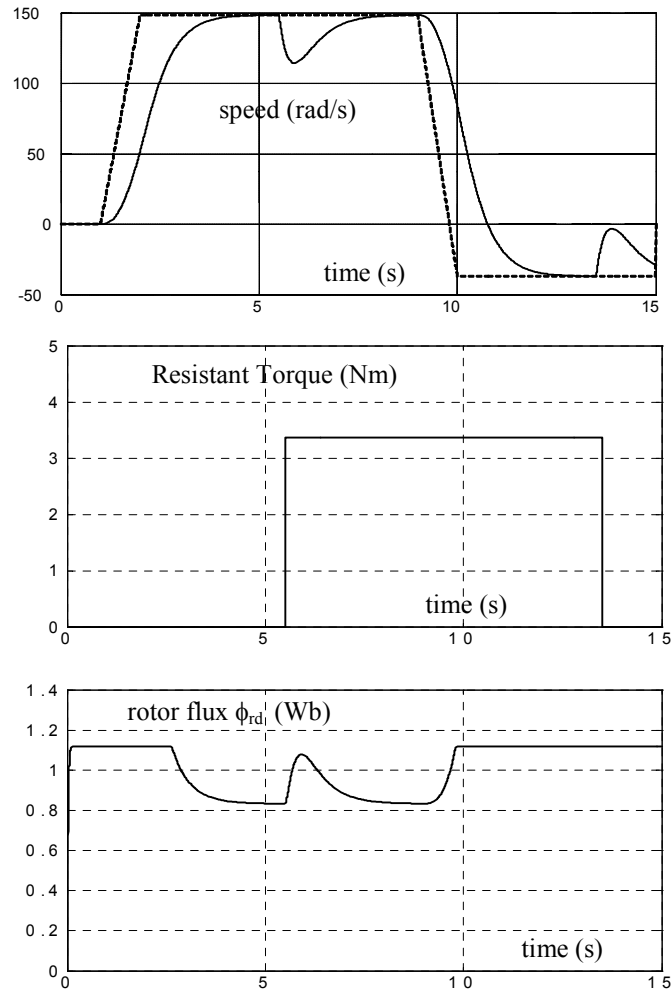 150
100
speed (rad/s)
50
0
time (s)
-50
0 5 10 15
5
Resistant Torque (Nm)
4
3
2
1
time (s)
0
0 5 1 0 1 5
1 . 4
rotor flux ϕrd (Wb)
1 . 2
1
0 . 8
0 . 6
0 . 4
0 . 2
time (s)
0
0 5 1 0 1 5